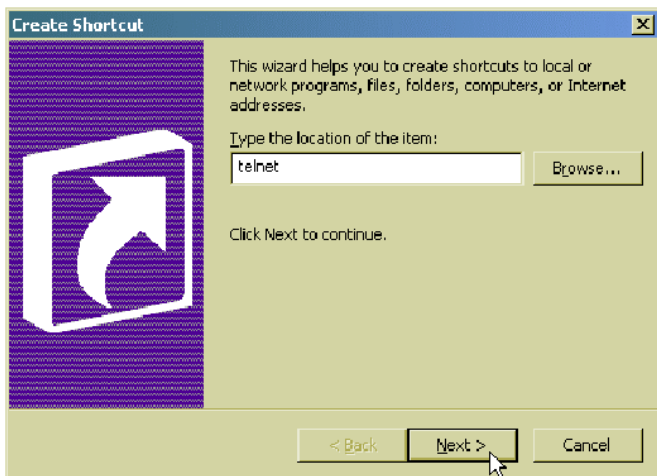 Create Shortcut
This wizard helps you to create shortcuts to local or
network programs, files, folders, computers, or Internet
addresses.
Type the location of the item:
telnet
Browse...
Click Next to continue.
< Back
Next >
Cancel